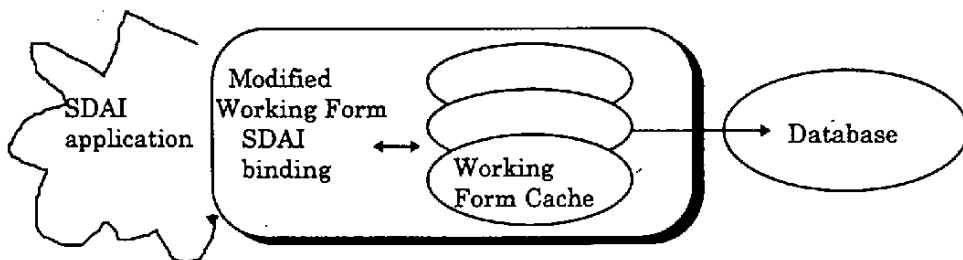 SDAI
application
Modified
Working Form
SDAI
binding
Working
Form Cache
Database